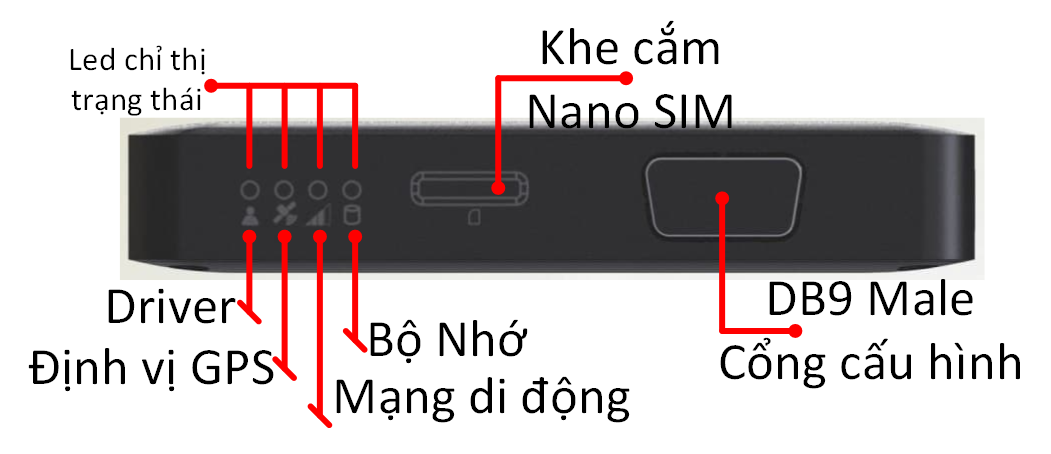 Led chỉ thị
trạng thái
Khe cắm
Nano SIM
Driver
Định vị GPS
Mạng di động
Bộ Nhớ
DB9 Male
Cổng cấu hình